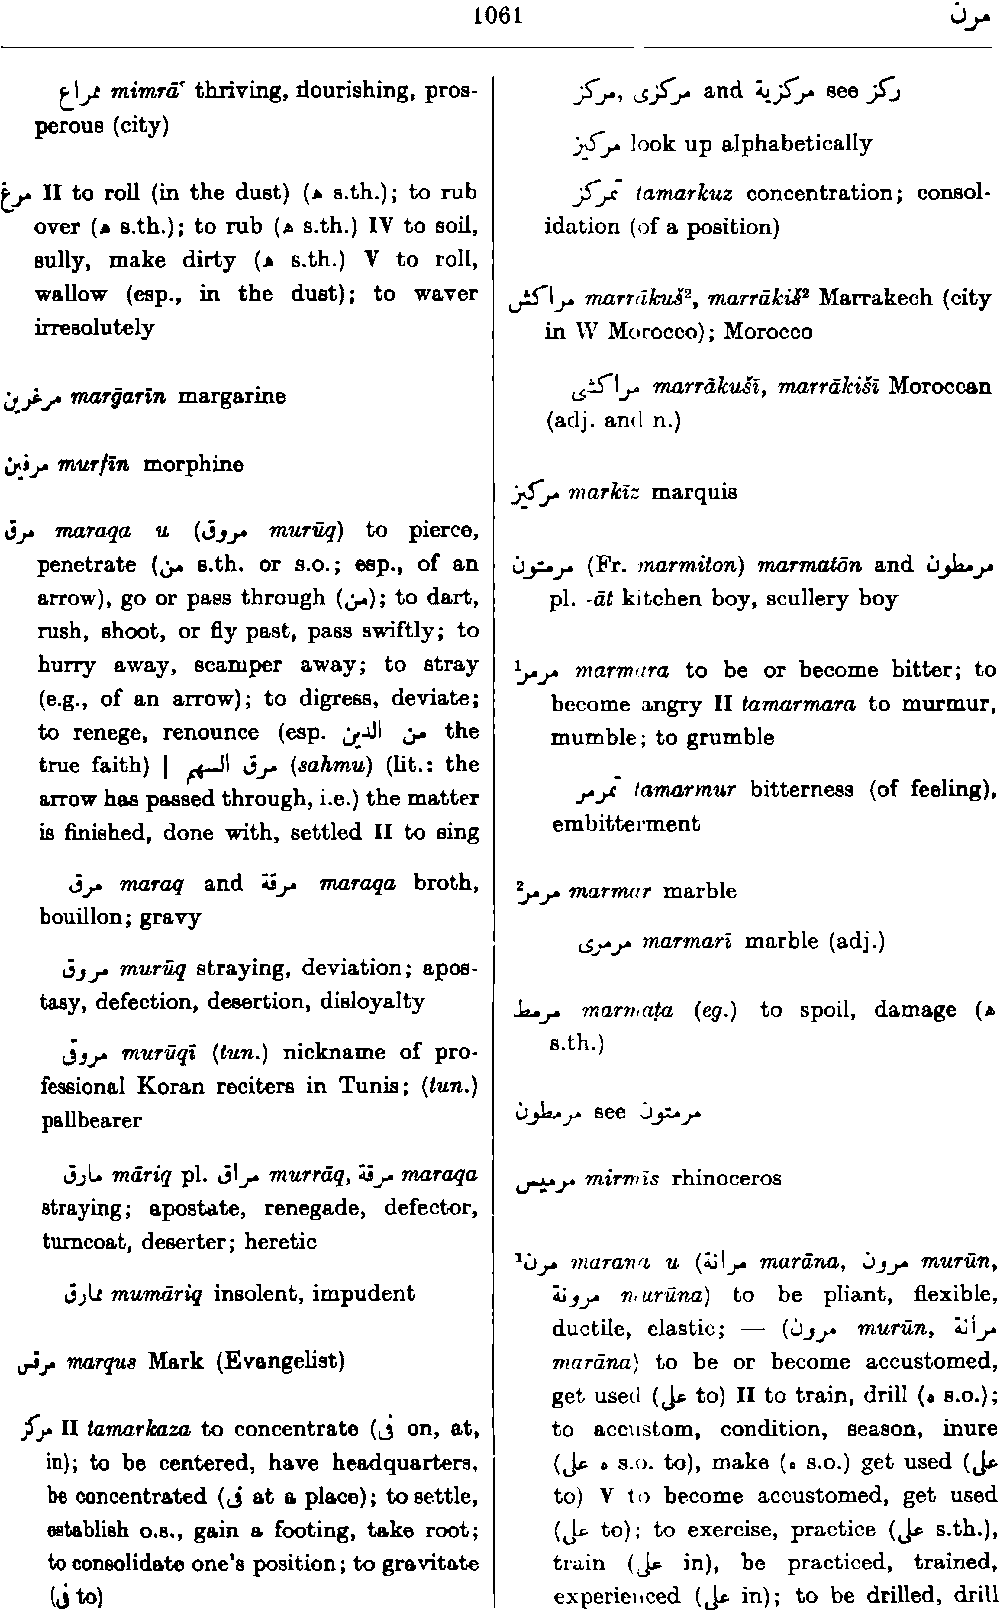 1061
مرن
ممراع mimrāʿ thriving, flourishing, pros-
perous (city)
مرغ II to roll (in the dust) (ه s.th.); to rub
over (ه s.th.); to rub (ه s.th.) IV to soil,
sully, make dirty (ه s.th.) V to roll,
wallow (esp., in the dust); to waver
irresolutely
مرغرين marḡarīn margarine
مرفين murfīn morphine
مرق maraqa u (مروق murūq) to pierce,
penetrate (من s.th. or s.o.; esp., of an
arrow), go or pass through (من); to dart,
rush, shoot, or fly past, pass swiftly; to
hurry away, scamper away; to stray
(e.g., of an arrow); to digress, deviate;
to renege, renounce (esp. من الدين the
true faith) | مرق السهم (sahmu) (lit.: the
arrow has passed through, i.e.) the matter
is finished, done with, settled II to sing
مرق maraq and مرقة maraqa broth,
bouillon; gravy
مروق murūq straying, deviation; apos-
tasy, defection, desertion, disloyalty
مروقى murūqī (tun.) nickname of pro-
fessional Koran reciters in Tunis; (tun.)
pallbearer
مارق māriq pl. مراق murrāq, مرقة maraqa
straying; apostate, renegade, defector,
turncoat, deserter; heretic
ممارق mumāriq insolent, impudent
مرقس marqus Mark (Evangelist)
مركز II tamarkaza to concentrate (فى on, at,
in); to be centered, have headquarters,
be concentrated (فى at a place); to settle,
establish o.s., gain a footing, take root;
to consolidate one's position; to gravitate
(فى to)
مركز, مركزى and مركزية see ركز
مركيز look up alphabetically
تمركز tamarkuz concentration; consol-
idation (of a position)
مراكش marrākuš², marrākiš² Marrakech (city
in W Morocco); Morocco
مراكشى marrākušī, marrākišī Moroccan
(adj. and n.)
مركيز markīz marquis
مرمتون (Fr. marmiton) marmatōn and مرمطون
pl. -āt kitchen boy, scullery boy
¹مرمر marmara to be or become bitter; to
become angry II tamarmara to murmur,
mumble; to grumble
تمرمر tamarmur bitterness (of feeling),
embitterment
²مرمر marmar marble
مرمرى marmarī marble (adj.)
مرمط marmaṭa (eg.) to spoil, damage (ه
s.th.)
مرمطون see مرمتون
مرميس mirmīs rhinoceros
¹مرن marana u (مرانة marāna, مرون murūn,
مرونة murūna) to be pliant, flexible,
ductile, elastic; — (مرون murūn, مرانة
marāna) to be or become accustomed,
get used (على to) II to train, drill (ه s.o.);
to accustom, condition, season, inure
(على ه s.o. to), make (ه s.o.) get used (على
to) V to become accustomed, get used
(على to); to exercise, practice (على s.th.),
train (على in), be practiced, trained,
experienced (على in); to be drilled, drill